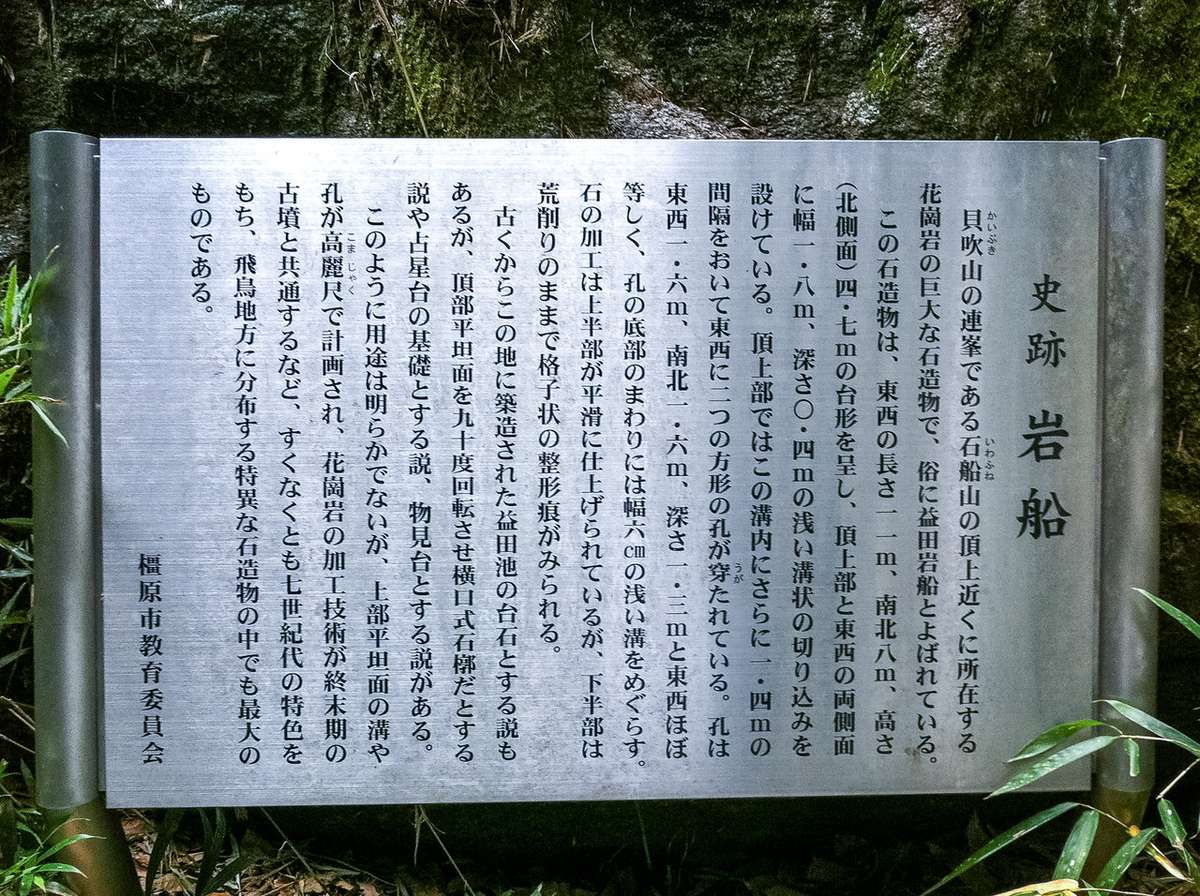 史跡 岩船
貝吹山の連峯である石船山の頂上近くに所在する
かいぶき
いわふね
花崗岩の巨大な石造物で、俗に益田岩船とよばれている。
この石造物は、東西の長さ一一m、南北八m、高さ
(北側面)四・七mの台形を呈し、頂上部と東西の両側面
に幅一・八m、深さ〇・四mの浅い溝状の切り込みを
設けている。頂上部ではこの溝内にさらに一・四mの
間隔をおいて東西に二つの方形の孔が穿たれている。孔は
うが
東西一・六m、南北一・六m、深さ一・三mと東西ほぼ
等しく、孔の底部のまわりには幅六㎝の浅い溝をめぐらす。
石の加工は上半部が平滑に仕上げられているが、下半部は
荒削りのままで格子状の整形痕がみられる。
古くからこの地に築造された益田池の台石とする説も
あるが、頂部平坦面を九十度回転させ横口式石槨だとする
説や占星台の基礎とする説、物見台とする説がある。
このように用途は明らかでないが、上部平坦面の溝や
孔が高麗尺で計画され、花崗岩の加工技術が終末期の
こま じゃく
古墳と共通するなど、すくなくとも七世紀代の特色を
もち、飛鳥地方に分布する特異な石造物の中でも最大の
ものである。
橿原市教育委員会